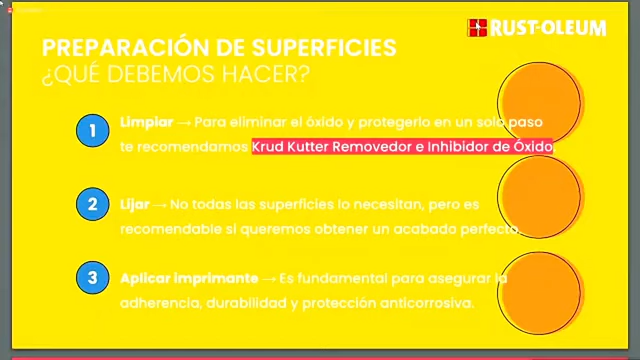 RUST-OLEUM
PREPARACIÓN DE SUPERFICIES
¿QUÉ DEBEMOS HACER?
1
Limpiar → Para eliminar el óxido y protegerlo en un solo paso
te recomendamos Krud Kutter Removedor e Inhibidor de Óxido,
2
Lijar → No todas las superficies lo necesitan, pero es
recomendable si queremos obtener un acabado perfecto.
3
Aplicar imprimante → Es fundamental para asegurar la
adherencia, durabilidad y protección anticorrosiva.